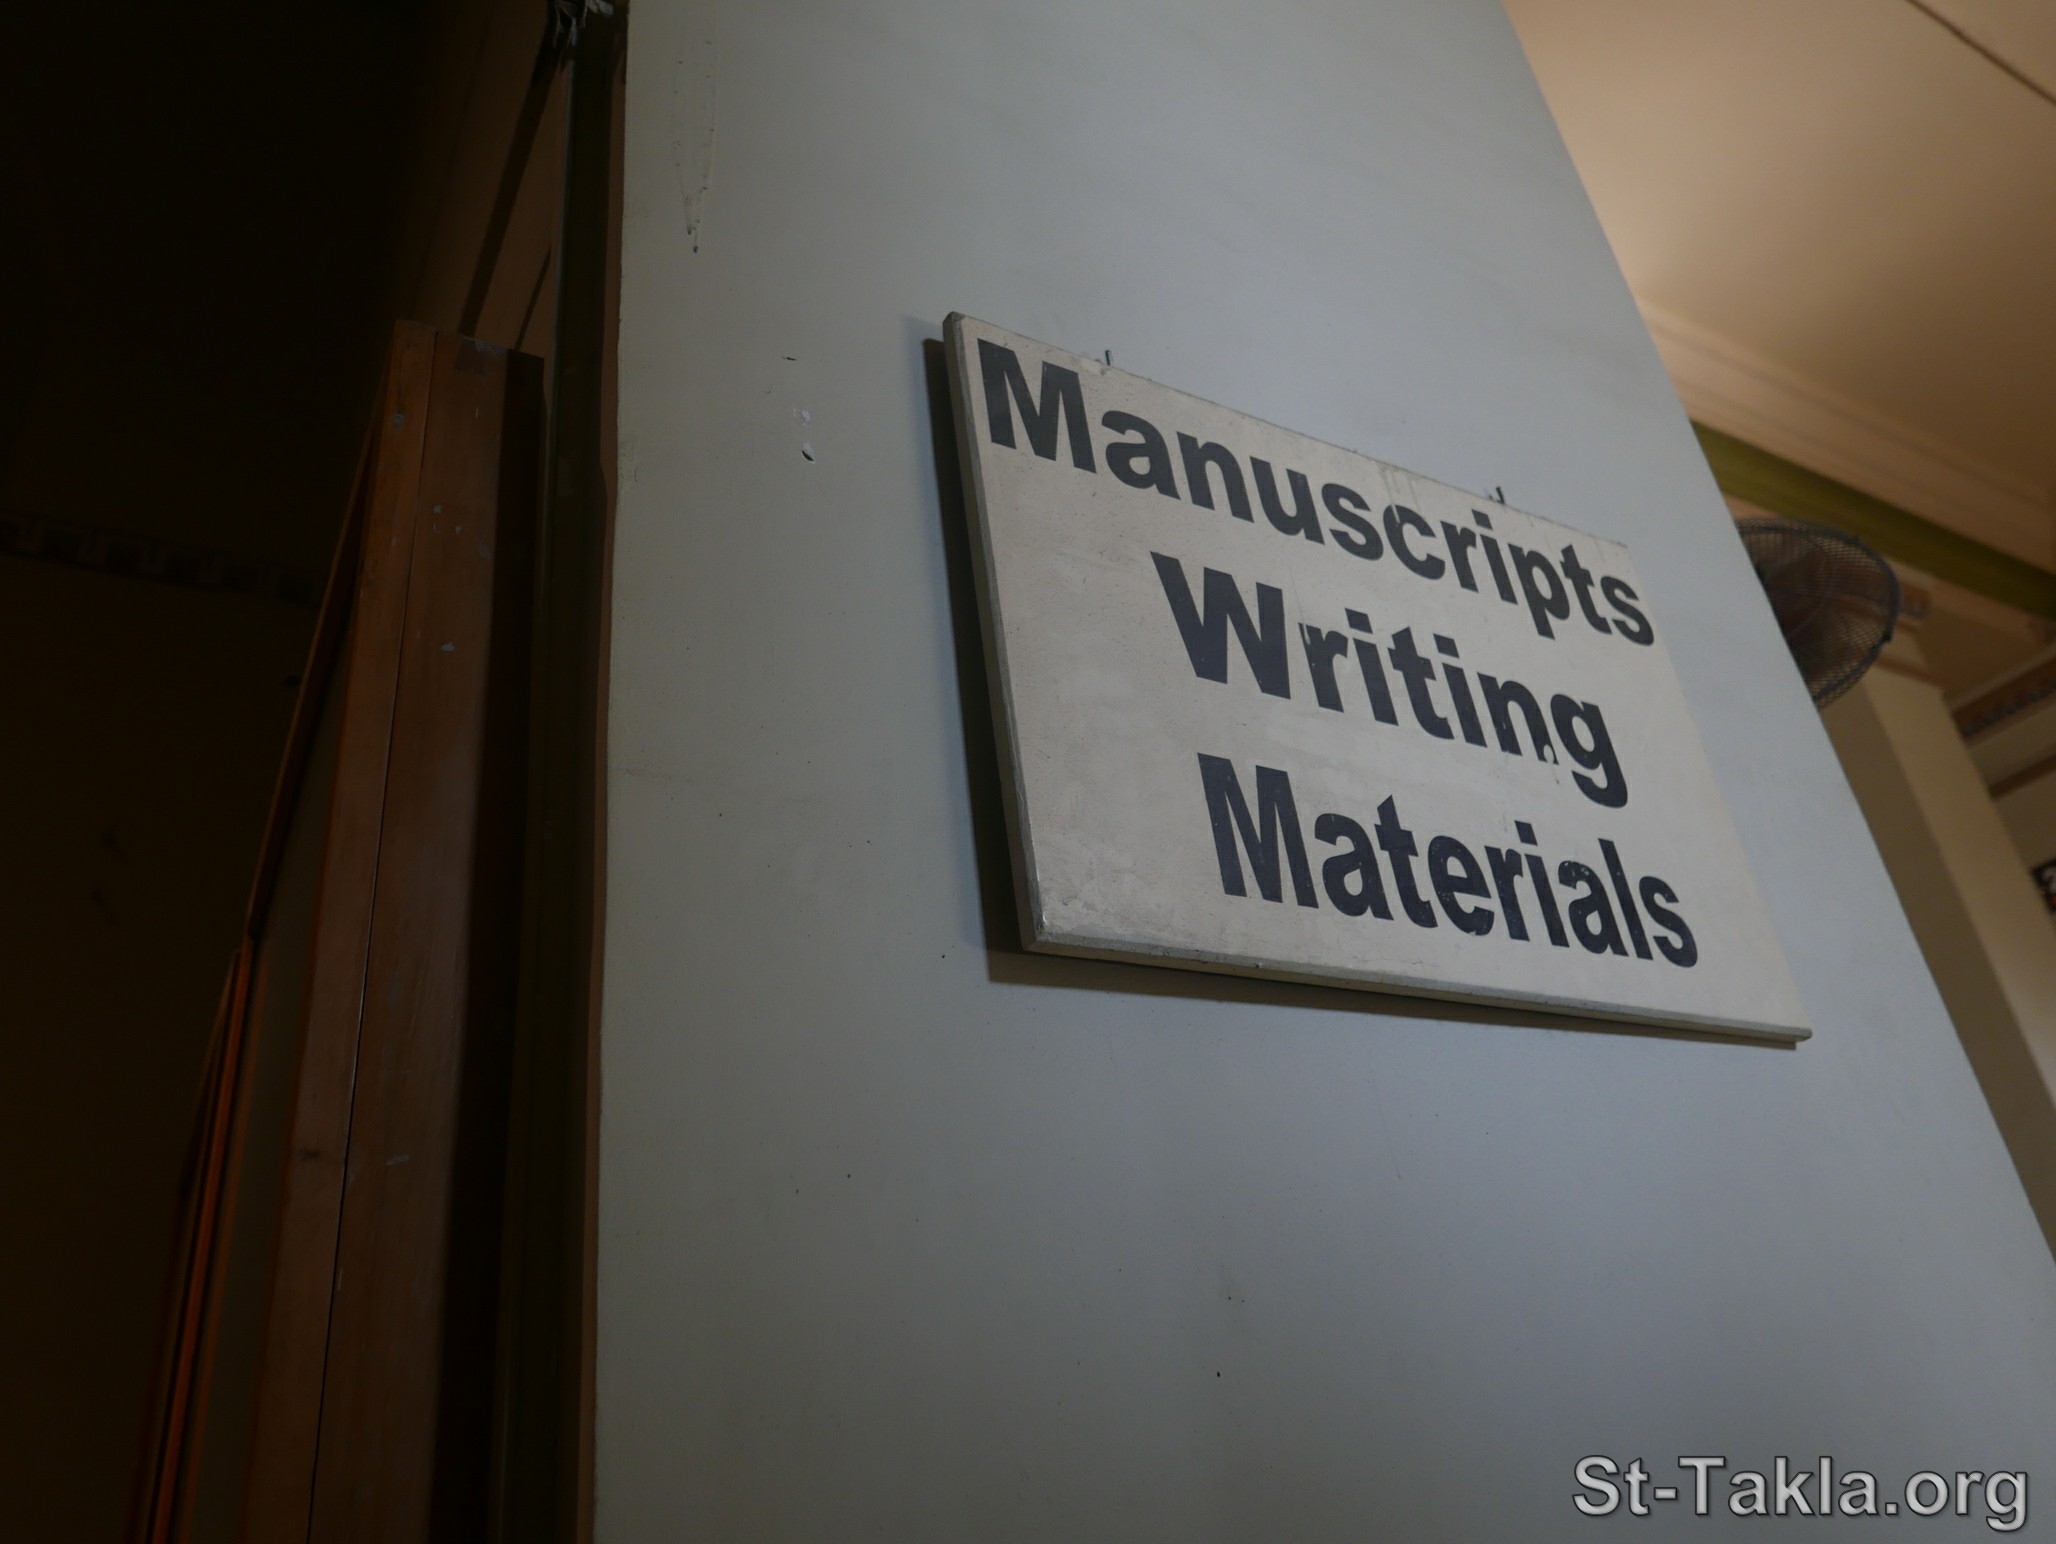 Manuscripts
Writing
Materials
St-Takla.org